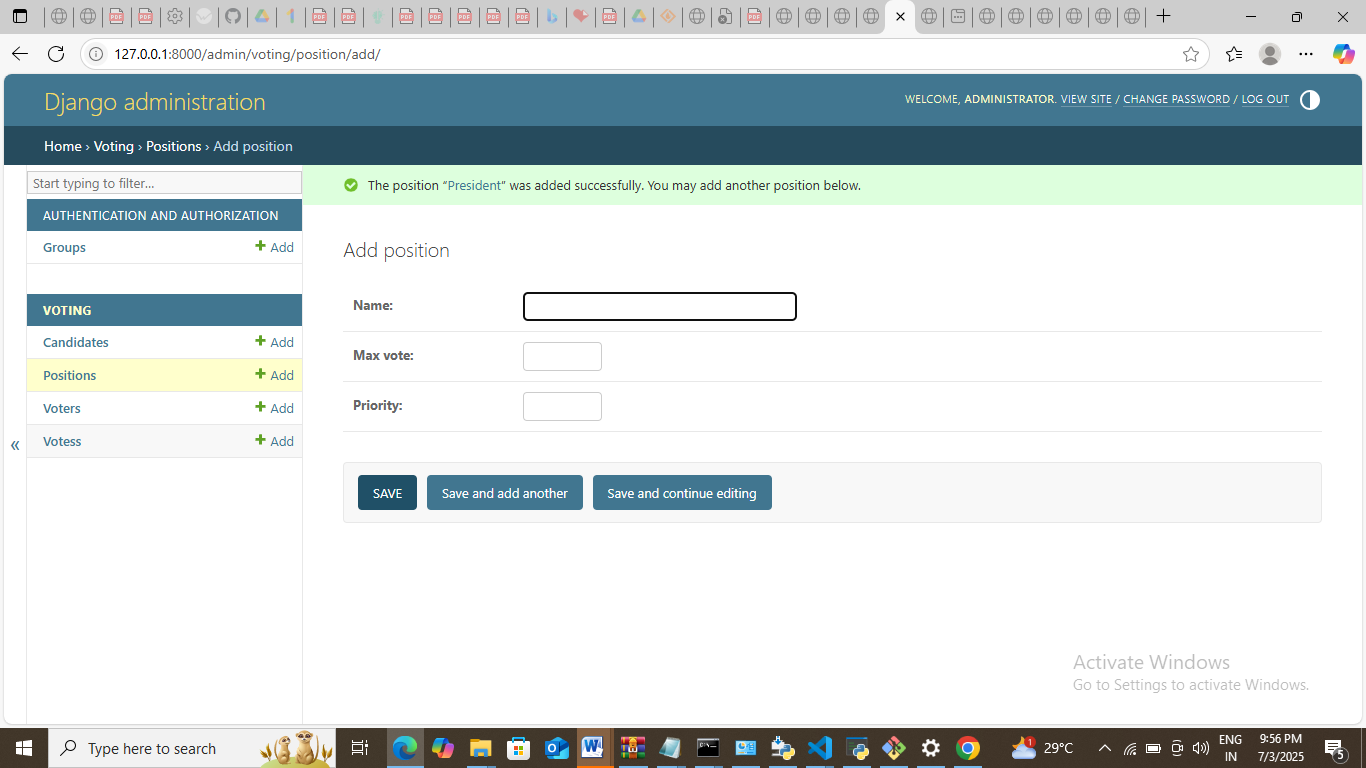 127.0.0.1:8000/admin/voting/position/add/
Django administration
WELCOME, ADMINISTRATOR. VIEW SITE / CHANGE PASSWORD / LOG OUT
Home › Voting › Positions › Add position
Start typing to filter...
The position “President” was added successfully. You may add another position below.
AUTHENTICATION AND AUTHORIZATION
Groups Add
Add position
VOTING
Candidates Add
Positions Add
Voters Add
Votess Add
«
Name:
Max vote:
Priority:
SAVE Save and add another Save and continue editing
Activate Windows
Go to Settings to activate Windows.
Type here to search
29°C
ENG
IN
9:56 PM
7/3/2025
5